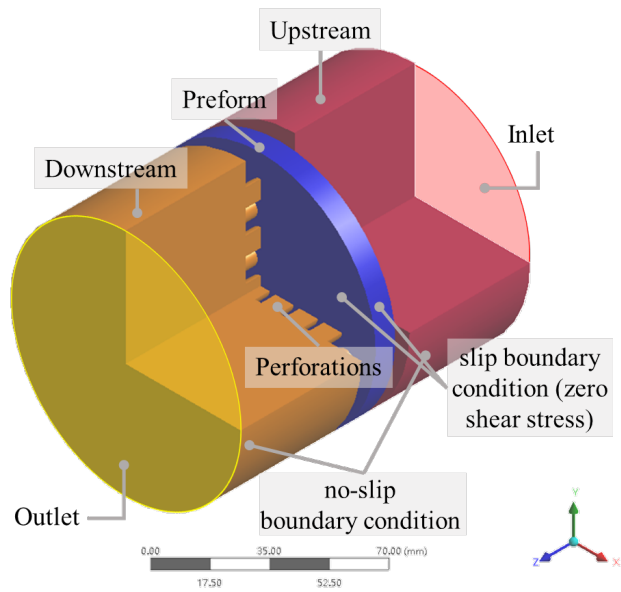 Upstream
Preform
Inlet
Downstream
Perforations
slip boundary
condition (zero
shear stress)
no-slip
boundary condition
Outlet
0.00 35.00 70.00 (mm)
17.50 52.50
Y
Z X